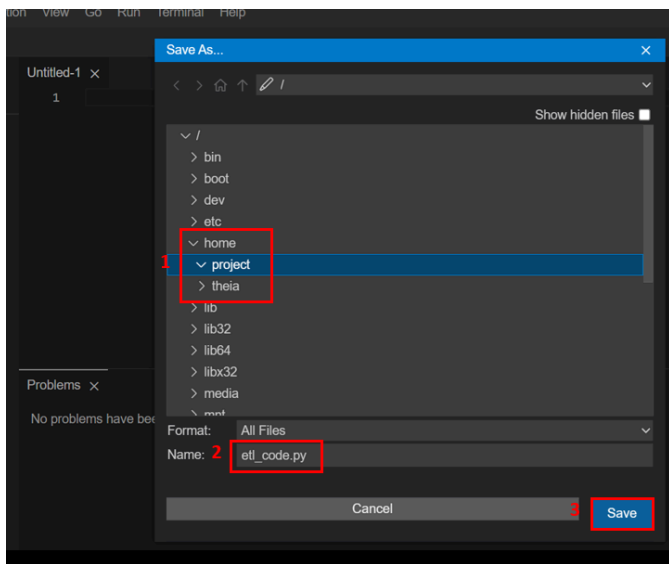 View Go Run Terminal Help
Save As...
Untitled-1
/
1
Show hidden files
/
bin
boot
dev
etc
home
1 project
theia
lib
lib32
lib64
libx32
media
mnt
Problems
No problems have bee
Format: All Files
Name: 2 etl_code.py
Cancel 3 Save